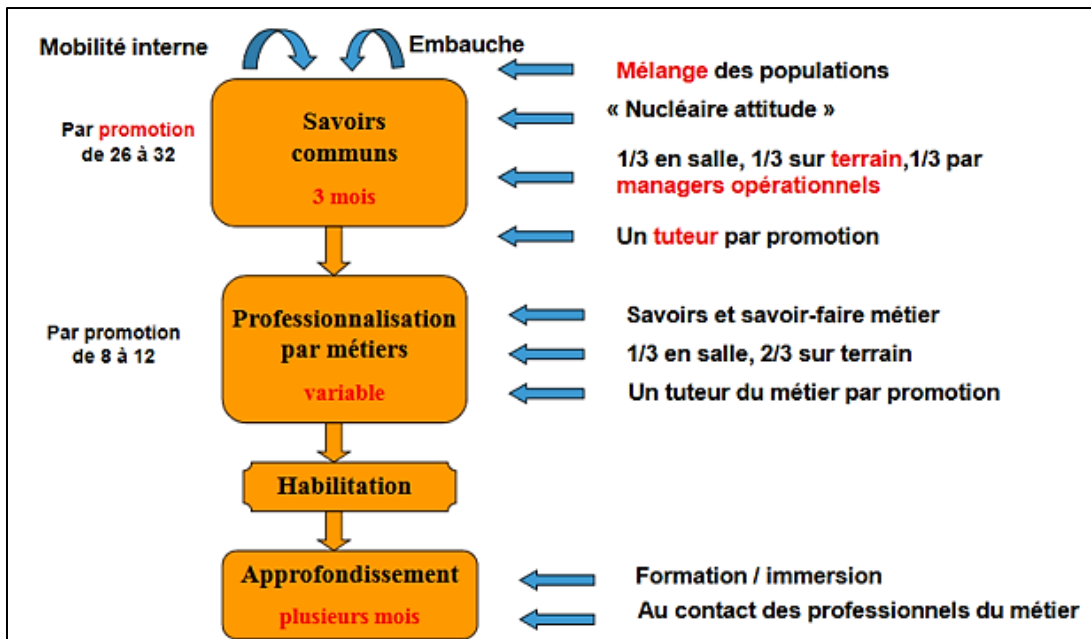 Mobilité interne
Embauche
Mélange des populations
« Nucléaire attitude »
Par promotion
de 26 à 32
Savoirs
communs
3 mois
1/3 en salle, 1/3 sur terrain,1/3 par
managers opérationnels
Un tuteur par promotion
Par promotion
de 8 à 12
Professionnalisation
par métiers
variable
Savoirs et savoir-faire métier
1/3 en salle, 2/3 sur terrain
Un tuteur du métier par promotion
Habilitation
Approfondissement
plusieurs mois
Formation / immersion
Au contact des professionnels du métier